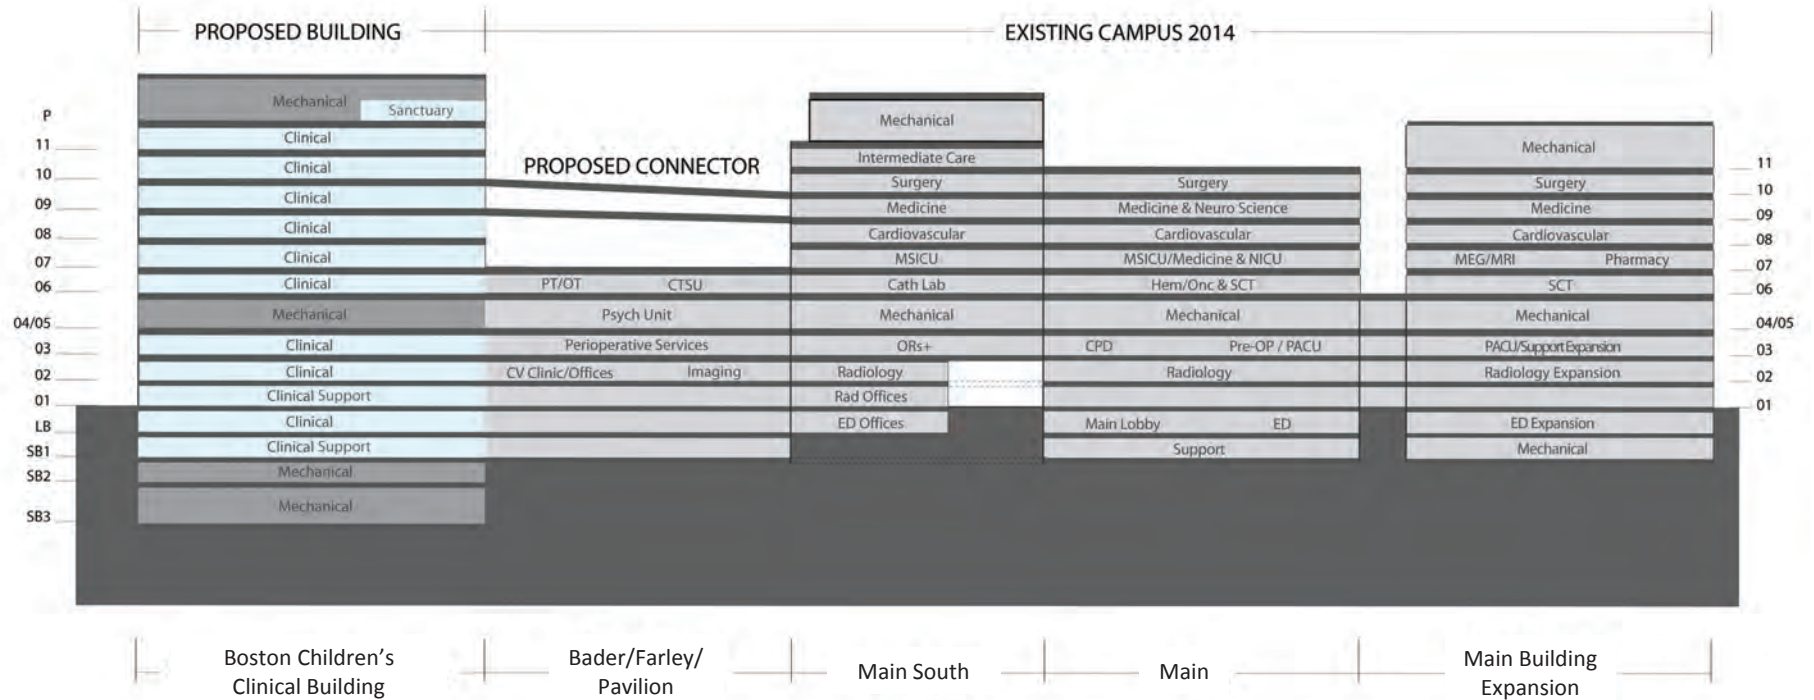 PROPOSED BUILDING
EXISTING CAMPUS 2014
Mechanical
Sanctuary
P
Clinical
Mechanical
Mechanical
11
Clinical
PROPOSED CONNECTOR
Intermediate Care
11
10
Clinical
Surgery
Surgery
Surgery
10
09
Clinical
Medicine
Medicine & Neuro Science
Medicine
09
08
Clinical
Cardiovascular
Cardiovascular
Cardiovascular
08
07
MSICU
MSICU/Medicine & NICU
MEG/MRI
Pharmacy
07
06
Clinical
PT/OT
CTSU
Cath Lab
Hem/Onc & SCT
SCT
06
04/05
Mechanical
Psych Unit
Mechanical
Mechanical
Mechanical
04/05
03
Clinical
Perioperative Services
ORs+
CPD
Pre-OP / PACU
PACU/Support Expansion
03
02
Clinical
CV Clinic/Offices
Imaging
Radiology
Radiology
Radiology Expansion
02
01
Clinical Support
Rad Offices
01
LB
Clinical
ED Offices
Main Lobby
ED
ED Expansion
SB1
Clinical Support
Support
Mechanical
SB2
Mechanical
SB3
Mechanical
Boston Children's
Clinical Building
Bader/Farley/
Pavilion
Main South
Main
Main Building
Expansion